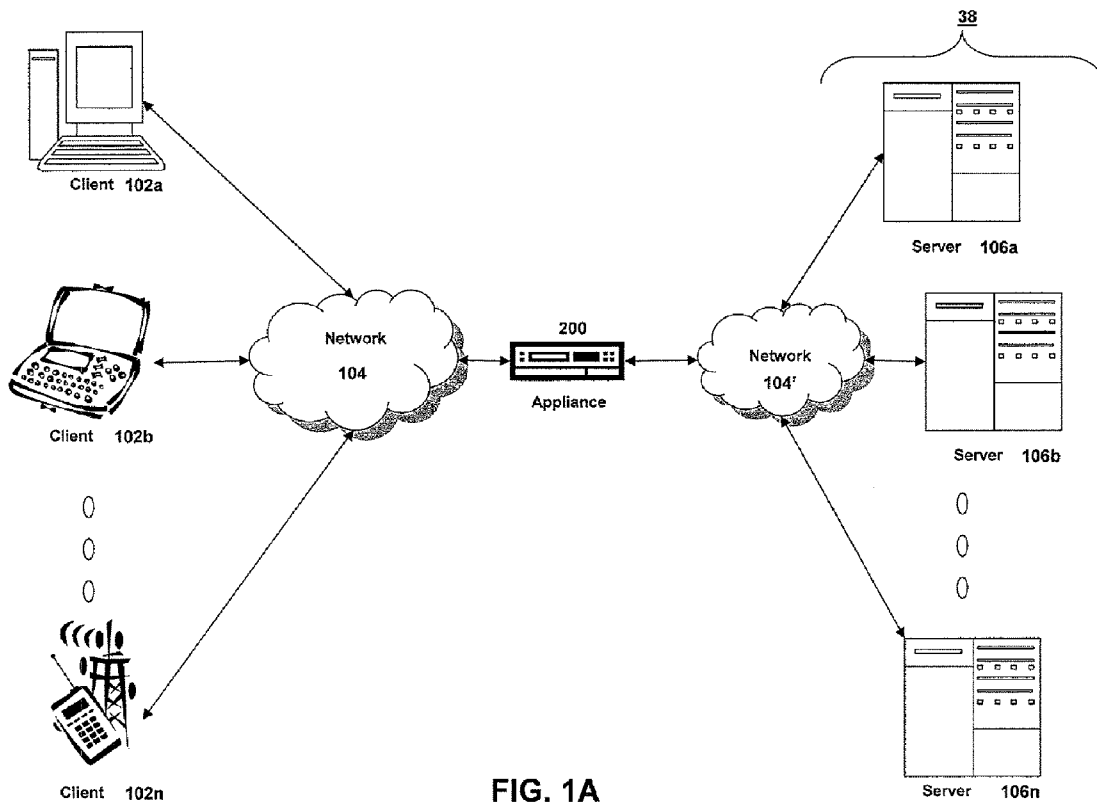 38
Client 102a
Server 106a
Network
104
200
Appliance
Network
104'
Client 102b
Server 106b
Client 102n
FIG. 1A
Server 106n